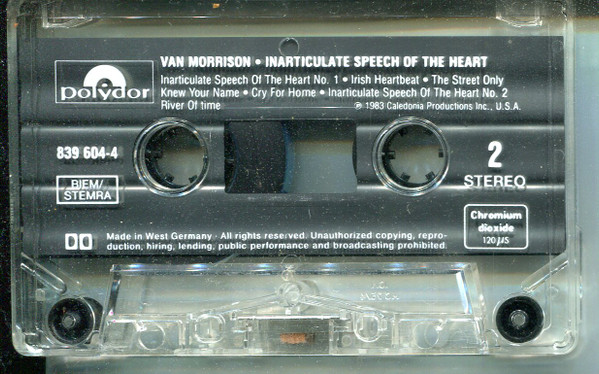 VAN MORRISON • INARTICULATE SPEECH OF THE HEART
polydor
Inarticulate Speech Of The Heart No. 1 • Irish Heartbeat • The Street Only
Knew Your Name • Cry For Home • Inarticulate Speech Of The Heart No. 2
River Of time ℗ 1983 Caledonia Productions Inc., U.S.A.
839 604-4
2
STEREO
BIEM/
STEMRA
Chromium
dioxide
120 µS
Made in West Germany · All rights reserved. Unauthorized copying, repro-
duction, hiring, lending, public performance and broadcasting prohibited